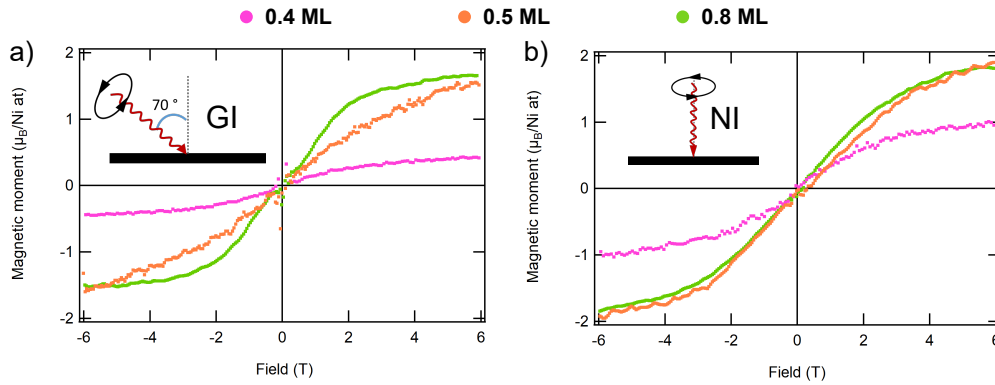 0.4 ML 0.5 ML 0.8 ML
a)
Magnetic moment (μB/Ni at)
2
1
0
-1
-2
-6 -4 -2 0 2 4 6
Field (T)
70 °
GI
b)
Magnetic moment (μB/Ni at)
2
1
0
-1
-2
-6 -4 -2 0 2 4 6
Field (T)
NI